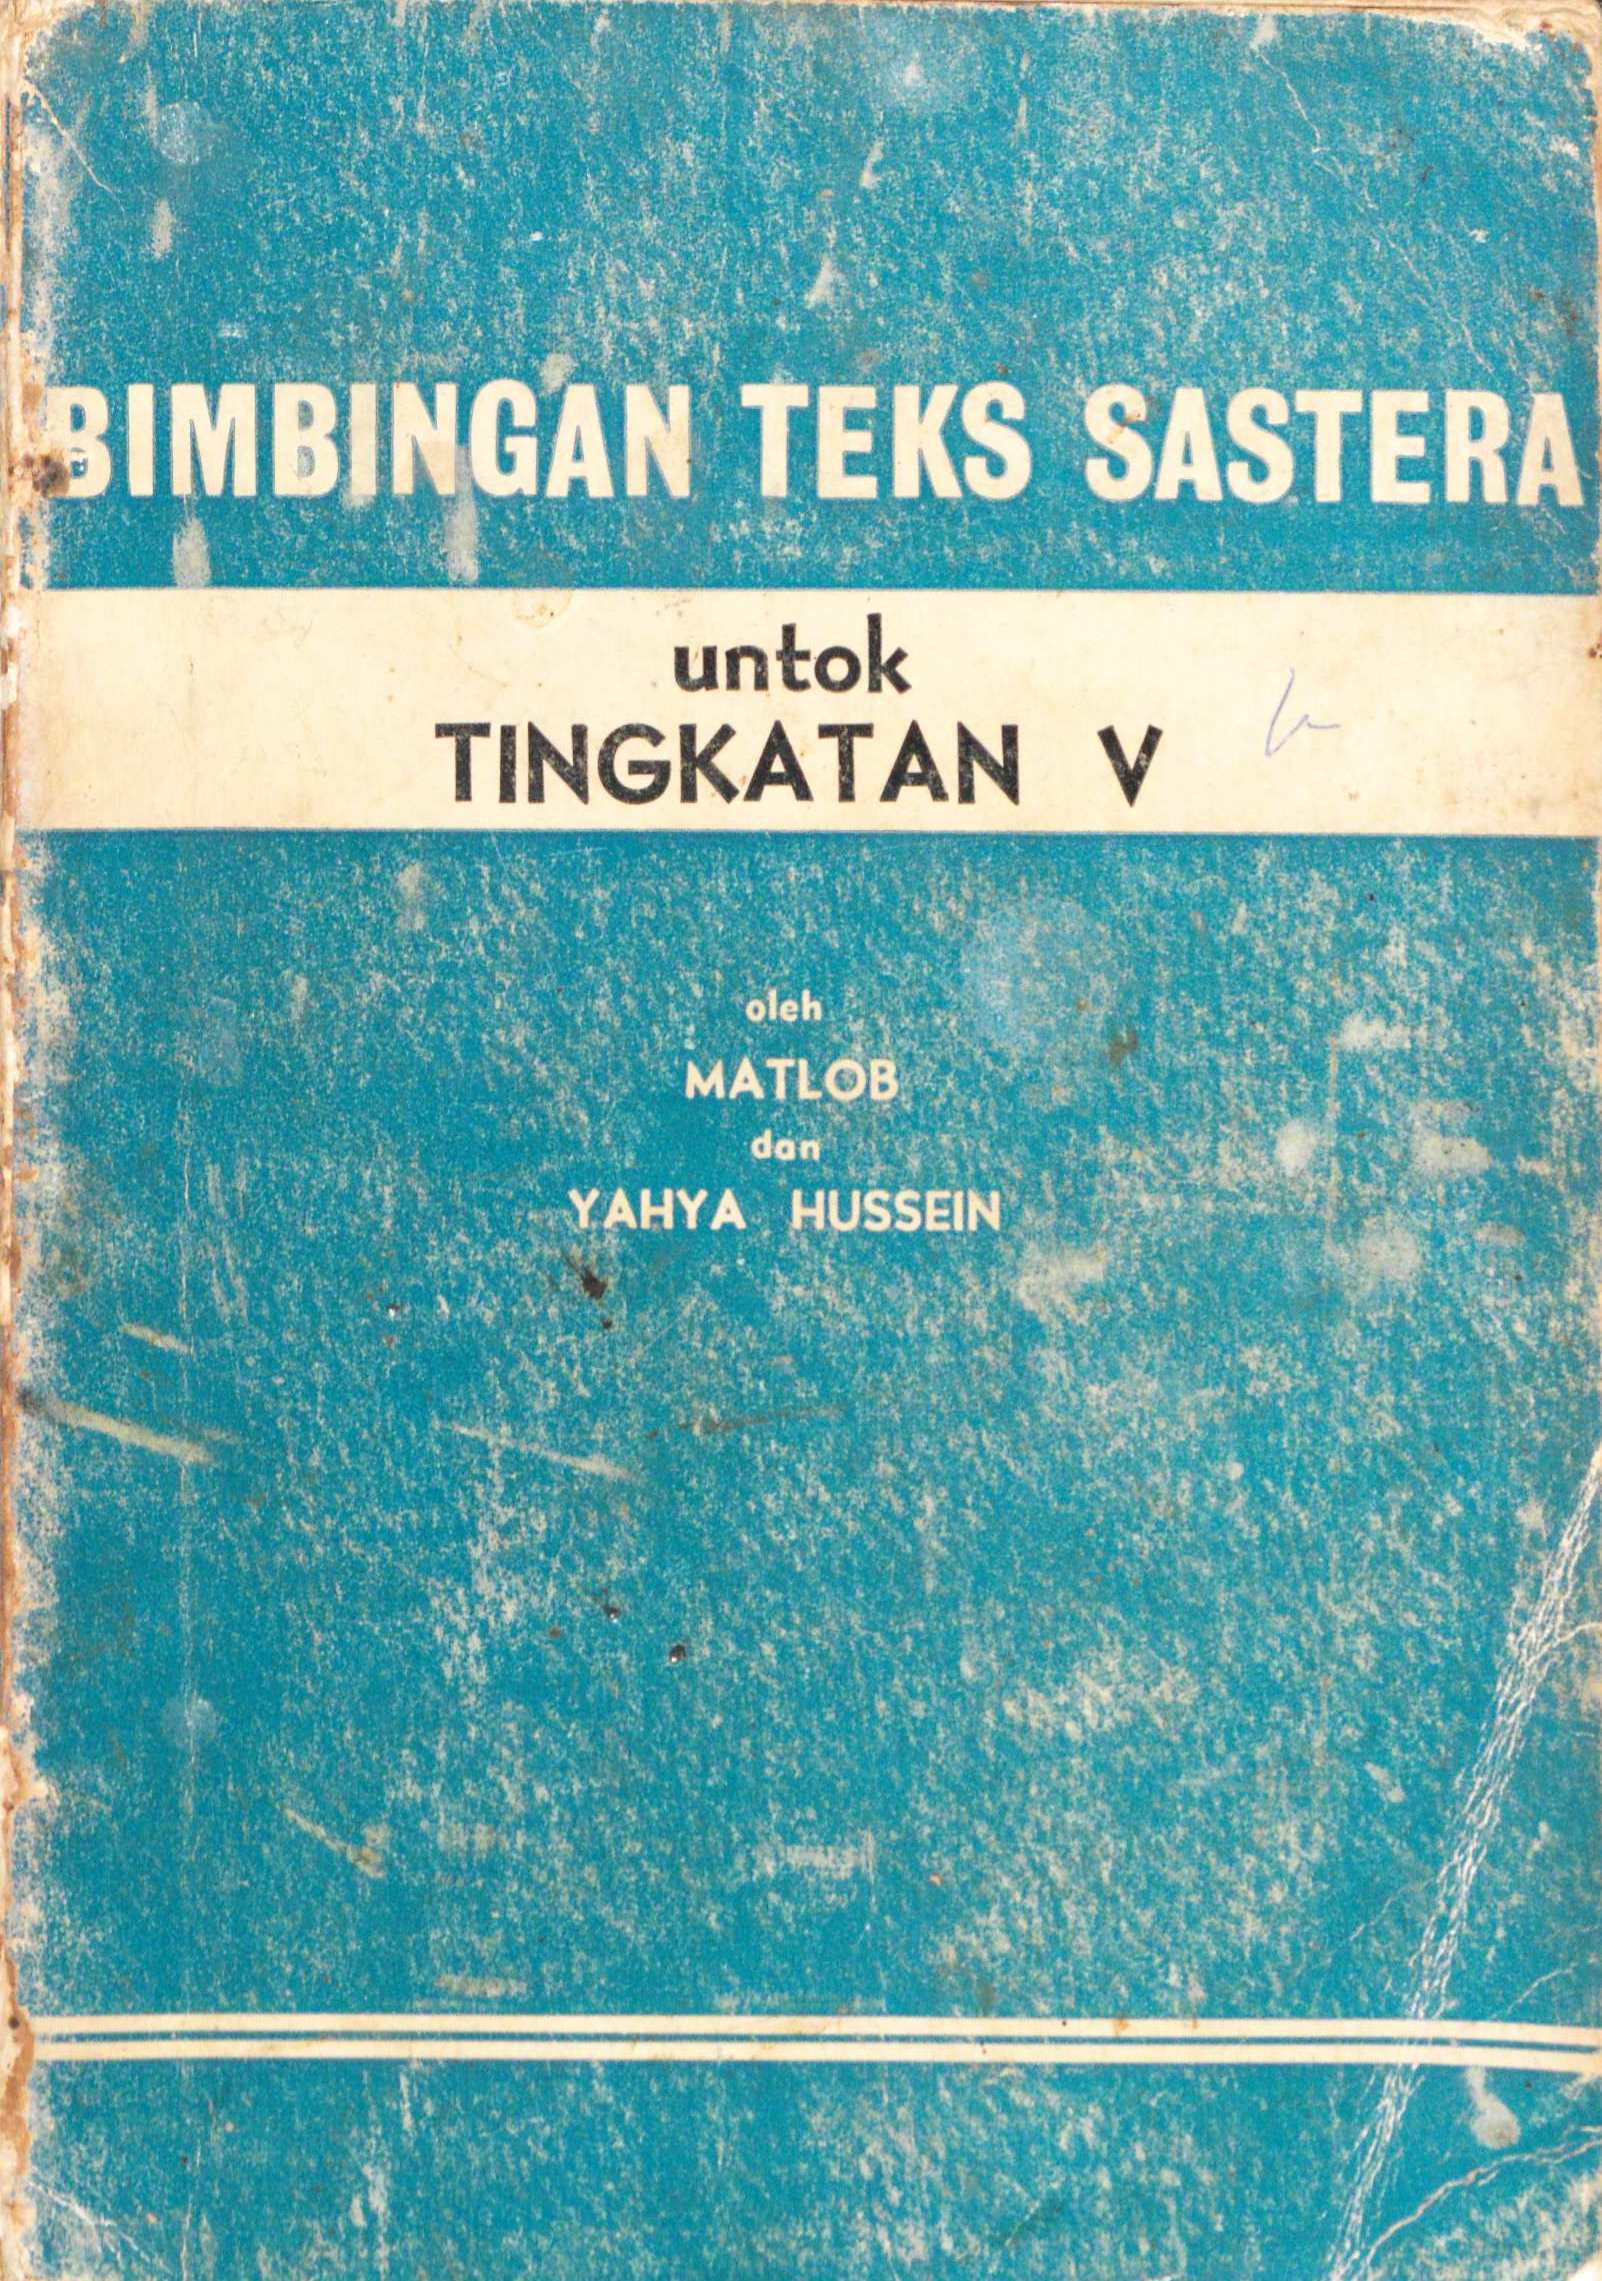 BIMBINGAN TEKS SASTERA
untok
TINGKATAN V
oleh
MATLOB
dan
YAHYA HUSSEIN